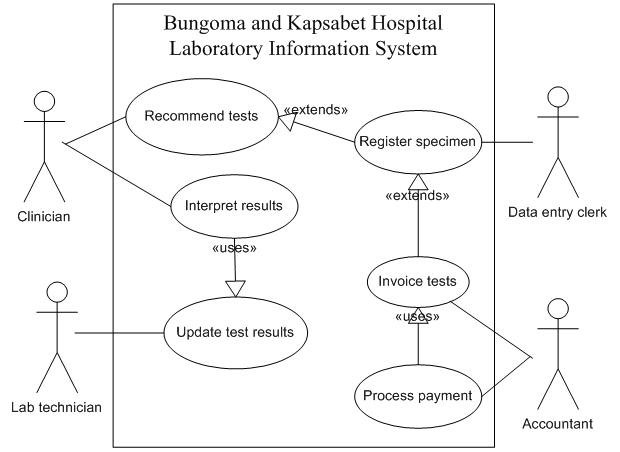 Bungoma and Kapsabet Hospital
Laboratory Information System
Recommend tests
«extends»
Register specimen
Clinician
Interpret results
«extends»
Data entry clerk
«uses»
Invoice tests
«uses»
Update test results
Lab technician
Process payment
Accountant